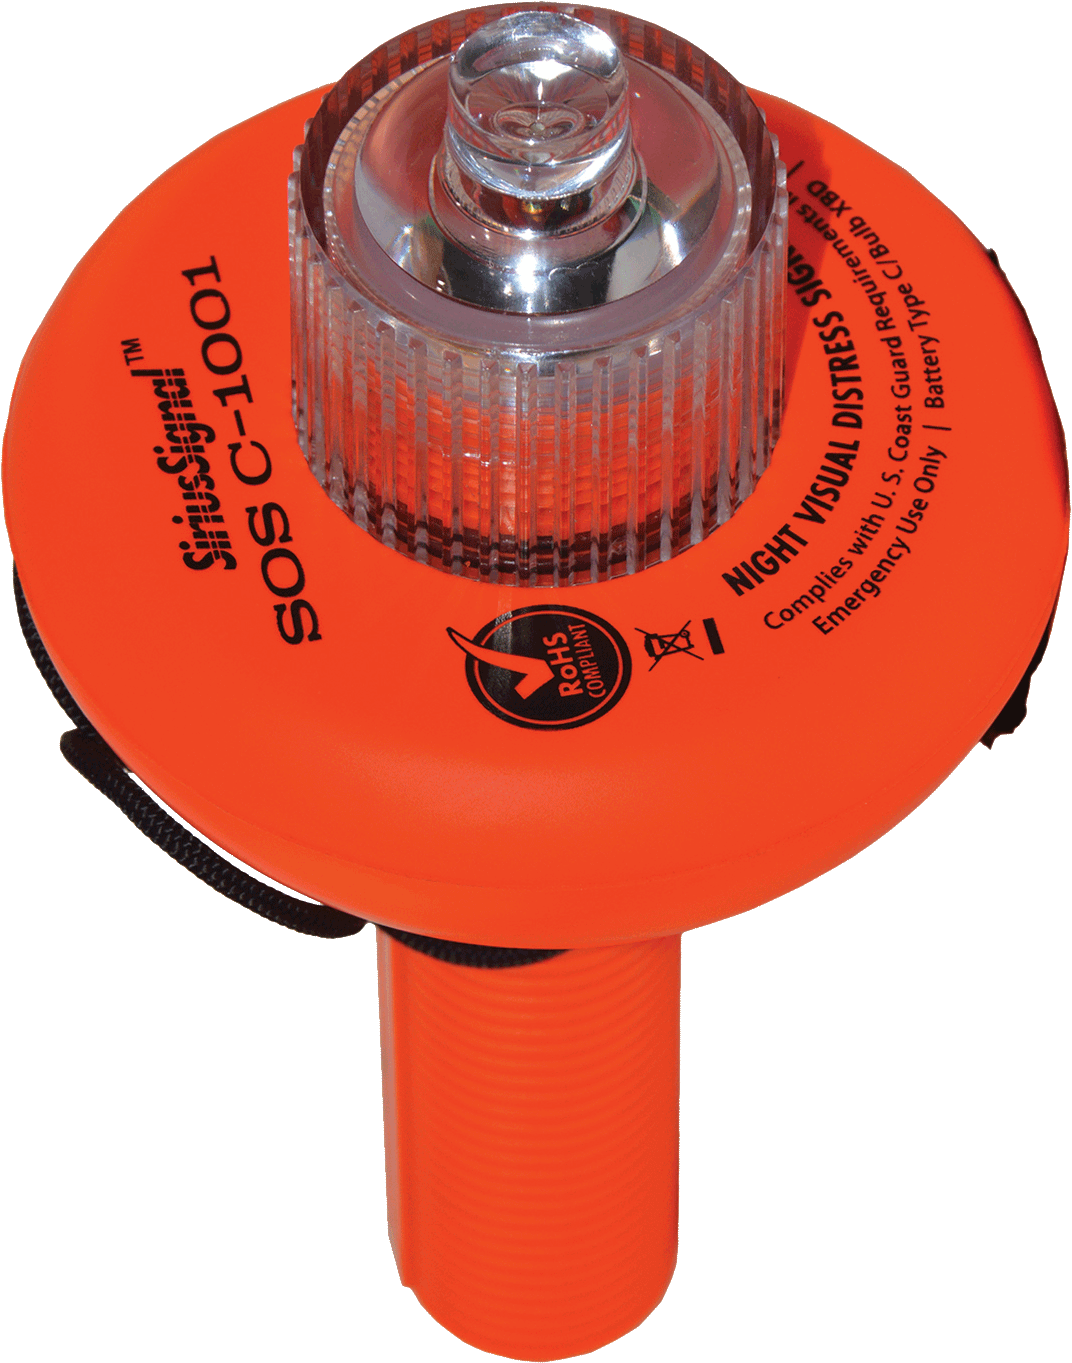 SiriusSignal™
SOS C-1001
RoHS
COMPLIANT
NIGHT VISUAL DISTRESS
Complies with U. S. Coast Guard Requirements
Emergency Use Only | Battery Type C/Bulb XBD |